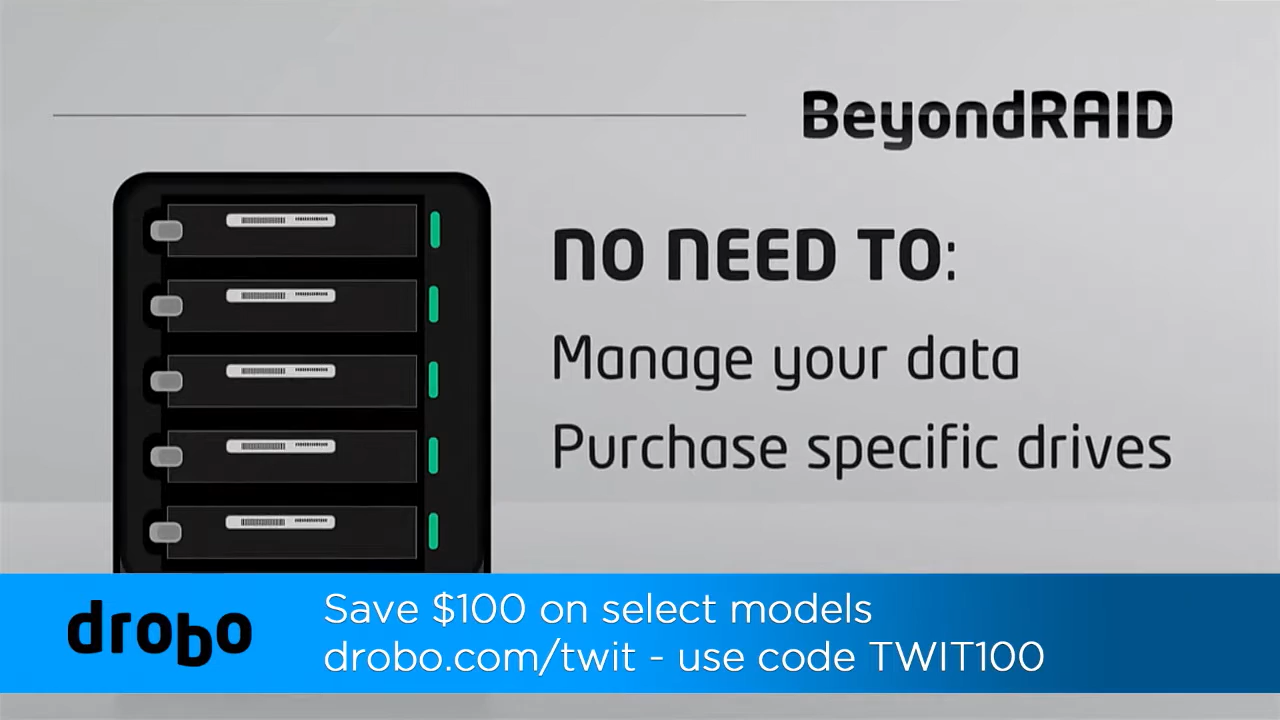 BeyondRAID
NO NEED TO:
Manage your data
Purchase specific drives
drobo
Save $100 on select models
drobo.com/twit - use code TWIT100